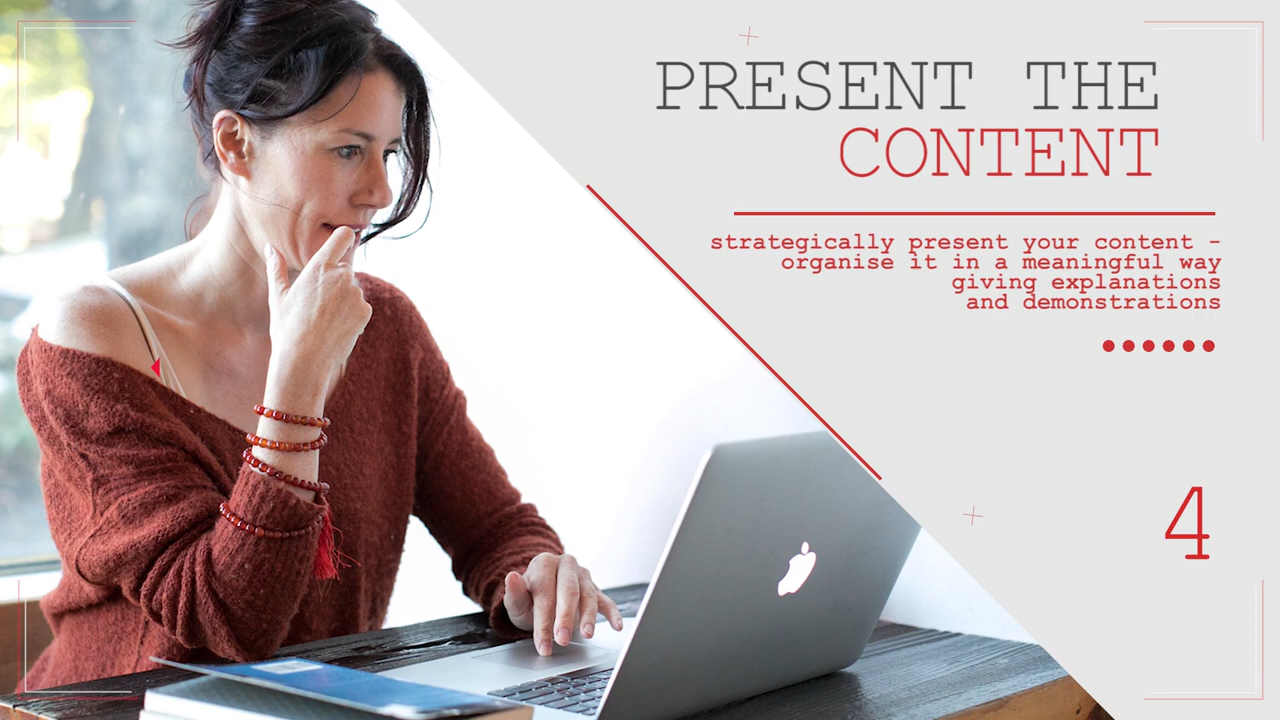 PRESENT THE
CONTENT
strategically present your content -
organise it in a meaningful way
giving explanations
and demonstrations
4